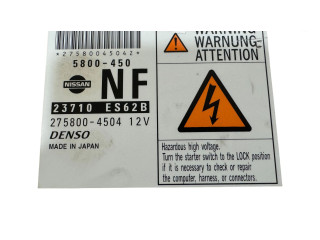 *27580045042*
5800-450
NISSAN
NF
23710 ES62B
275800-4504 12V
DENSO
MADE IN JAPAN
WARNING
WARNUNG
ATTENTION
Hazardous high voltage.
Turn the starter switch to the LOCK position
if it is necessary to check or repair
the computer, harness, or connectors.